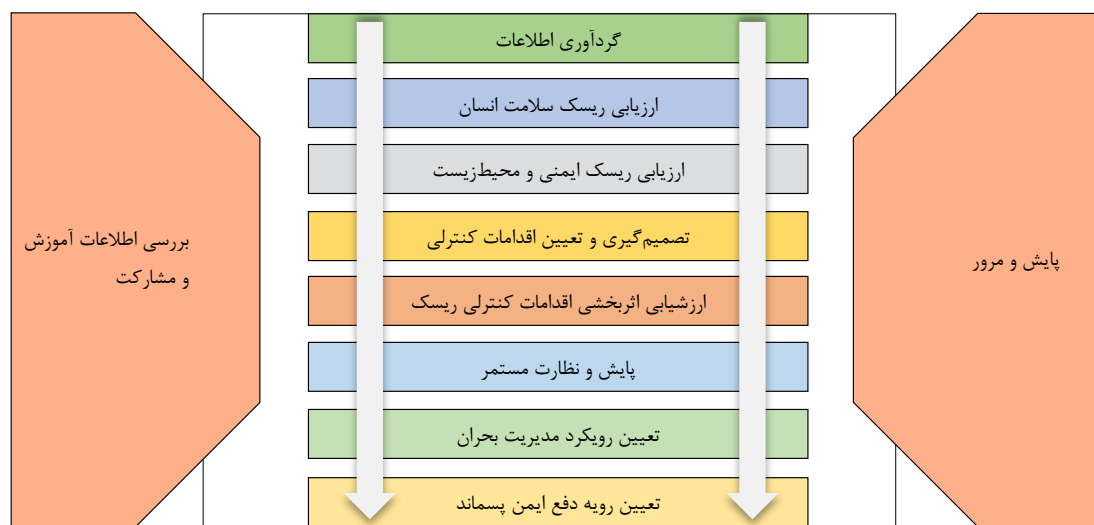 گردآوری اطلاعات
ارزیابی ریسک سلامت انسان
ارزیابی ریسک ایمنی و محیط‌زیست
تصمیم‌گیری و تعیین اقدامات کنترلی
ارزشیابی اثربخشی اقدامات کنترلی ریسک
پایش و نظارت مستمر
تعیین رویکرد مدیریت بحران
تعیین رویه دفع ایمن پسماند
پایش و مرور
بررسی اطلاعات آموزش
و مشارکت